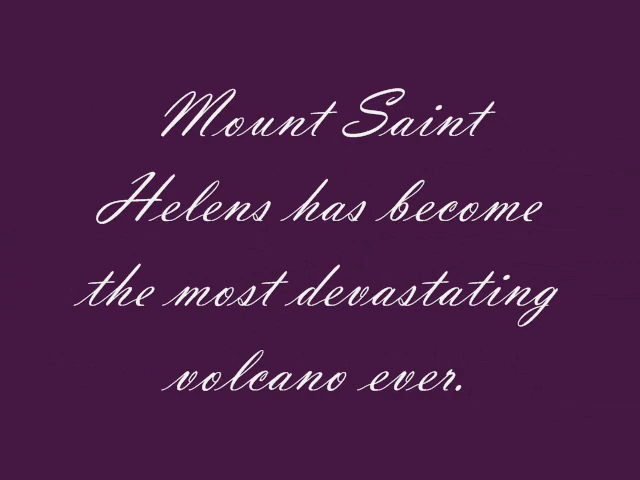 Mount Saint
Helens has become
the most devastating
volcano ever.